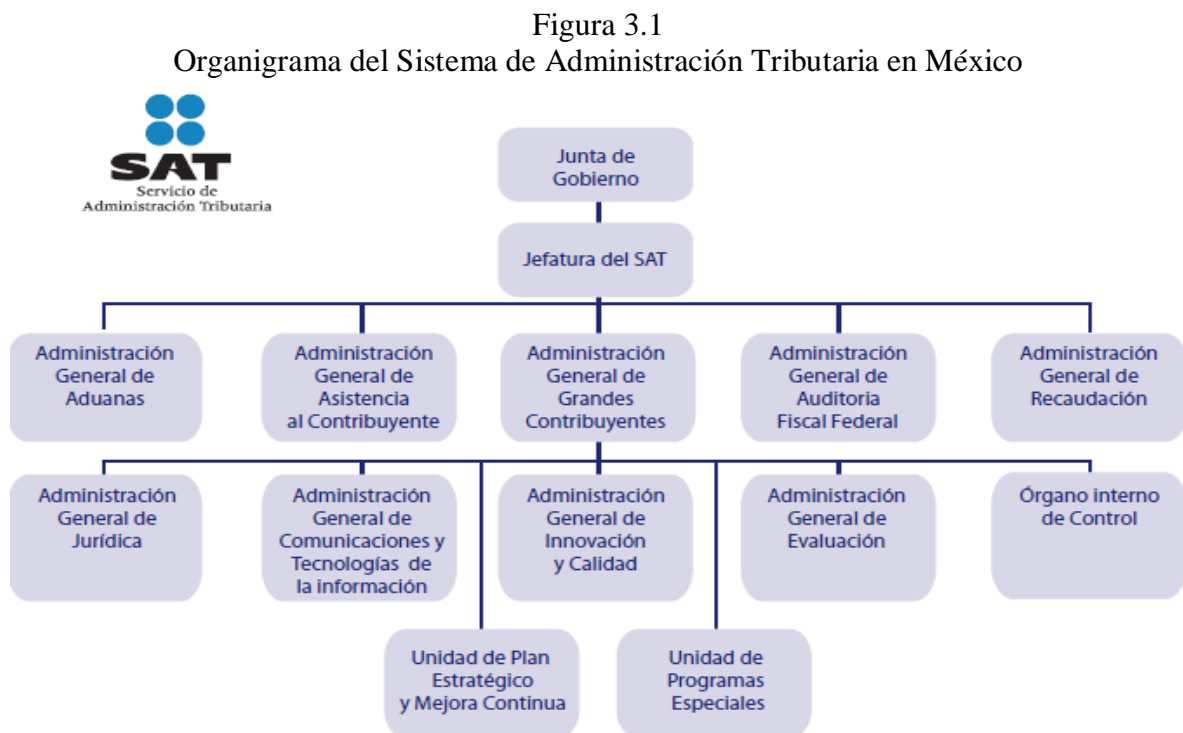 Figura 3.1
Organigrama del Sistema de Administración Tributaria en México
SAT
Servicio de
Administración Tributaria
Junta de
Gobierno
Jefatura del SAT
Administración
General de
Aduanas
Administración
General de
Asistencia
al Contribuyente
Administración
General de
Grandes
Contribuyentes
Administración
General de
Auditoria
Fiscal Federal
Administración
General de
Recaudación
Administración
General de
Jurídica
Administración
General de
Comunicaciones y
Tecnologías de
la información
Administración
General de
Innovación
y Calidad
Administración
General de
Evaluación
Órgano interno
de Control
Unidad de Plan
Estratégico
y Mejora Continua
Unidad de
Programas
Especiales